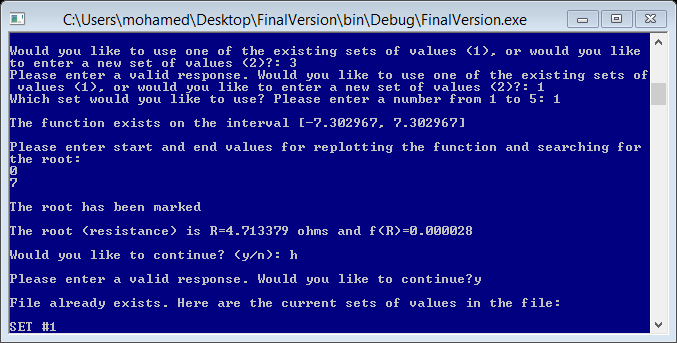 C:\Users\mohamed\Desktop\FinalVersion\bin\Debug\FinalVersion.exe
Would you like to use one of the existing sets of values (1), or would you like
to enter a new set of values (2)?: 3
Please enter a valid response. Would you like to use one of the existing sets of
values (1), or would you like to enter a new set of values (2)?: 1
Which set would you like to use? Please enter a number from 1 to 5: 1
The function exists on the interval [-7.302967, 7.302967]
Please enter start and end values for replotting the function and searching for
the root:
0
7
The root has been marked
The root (resistance) is R=4.713379 ohms and f(R)=0.000028
Would you like to continue? (y/n): h
Please enter a valid response. Would you like to continue?y
File already exists. Here are the current sets of values in the file:
SET #1